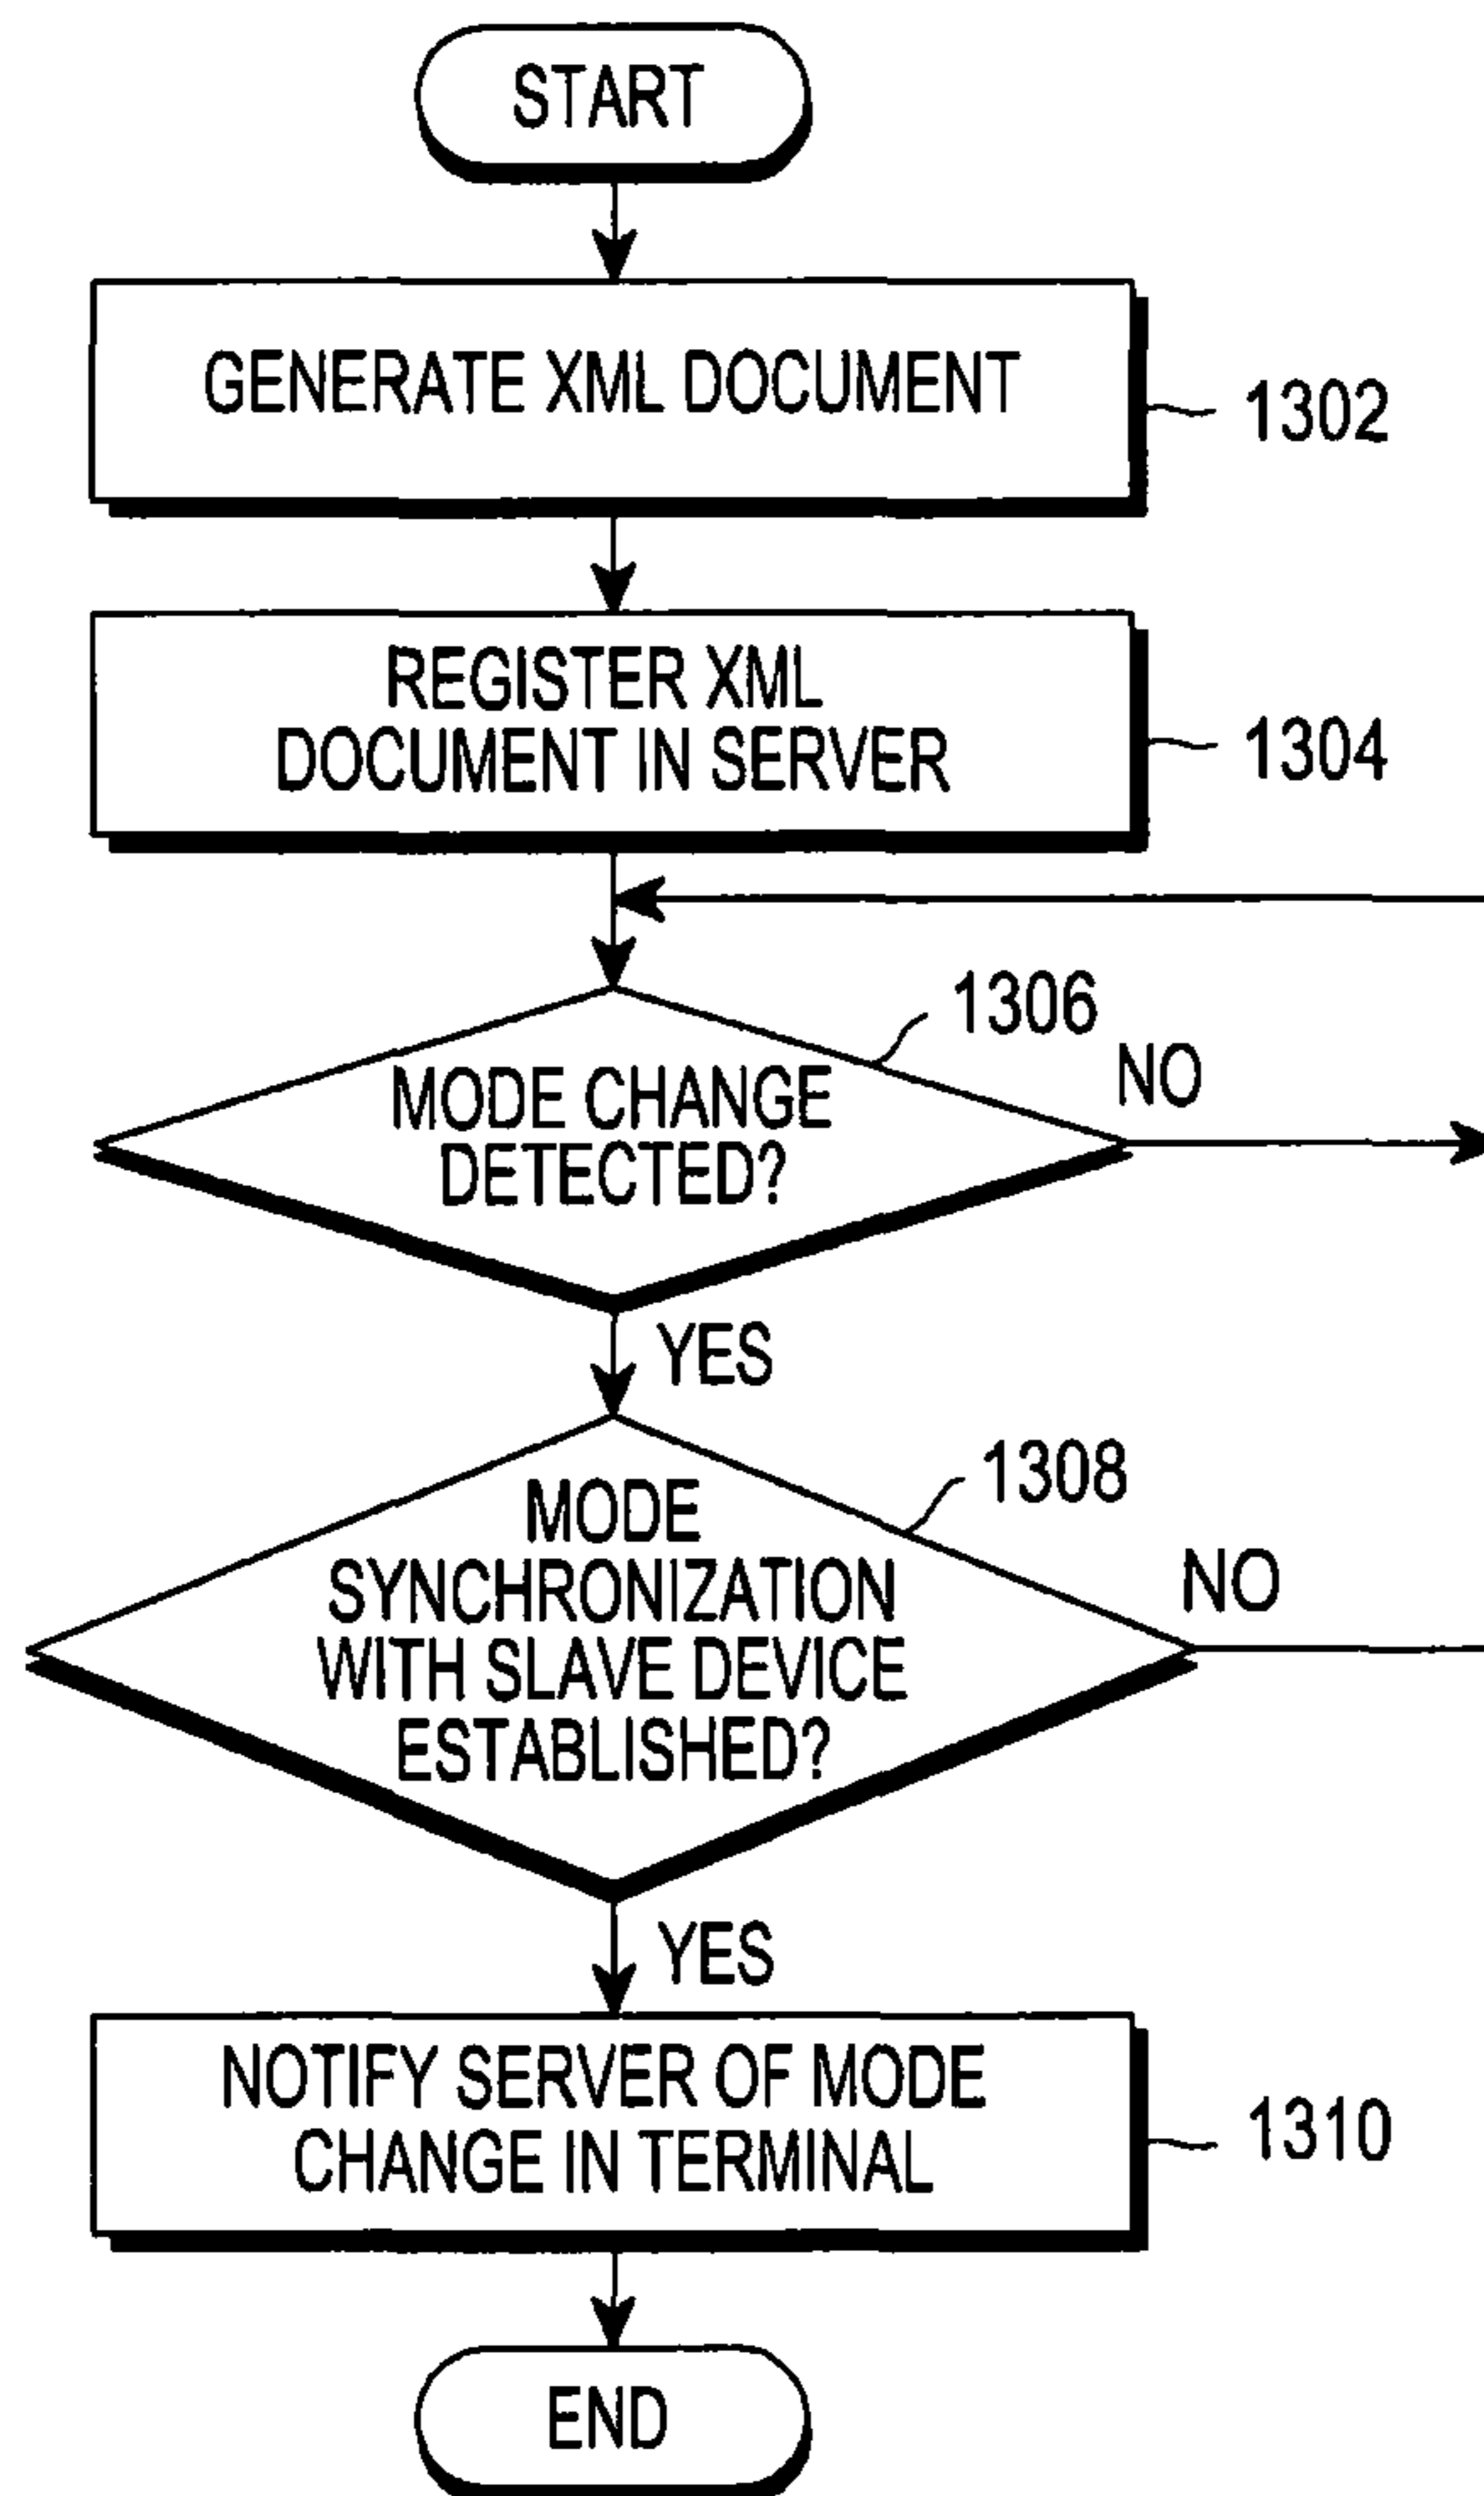 START
GENERATE XML DOCUMENT
1302
REGISTER XML
DOCUMENT IN SERVER
1304
1306
NO
MODE CHANGE
DETECTED?
YES
1308
MODE
SYNCHRONIZATION
WITH SLAVE DEVICE
ESTABLISHED?
NO
YES
NOTIFY SERVER OF MODE
CHANGE IN TERMINAL
1310
END